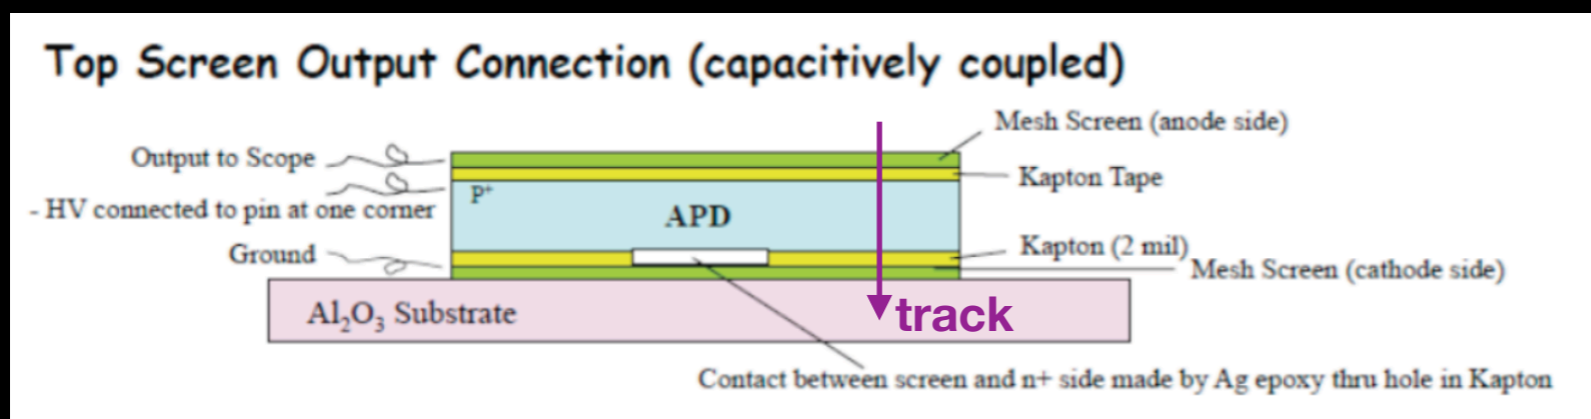 Top Screen Output Connection (capacitively coupled)
Mesh Screen (anode side)
Output to Scope
Kapton Tape
P+
- HV connected to pin at one corner
APD
Ground
Kapton (2 mil)
Mesh Screen (cathode side)
Al2O3 Substrate
track
Contact between screen and n+ side made by Ag epoxy thru hole in Kapton